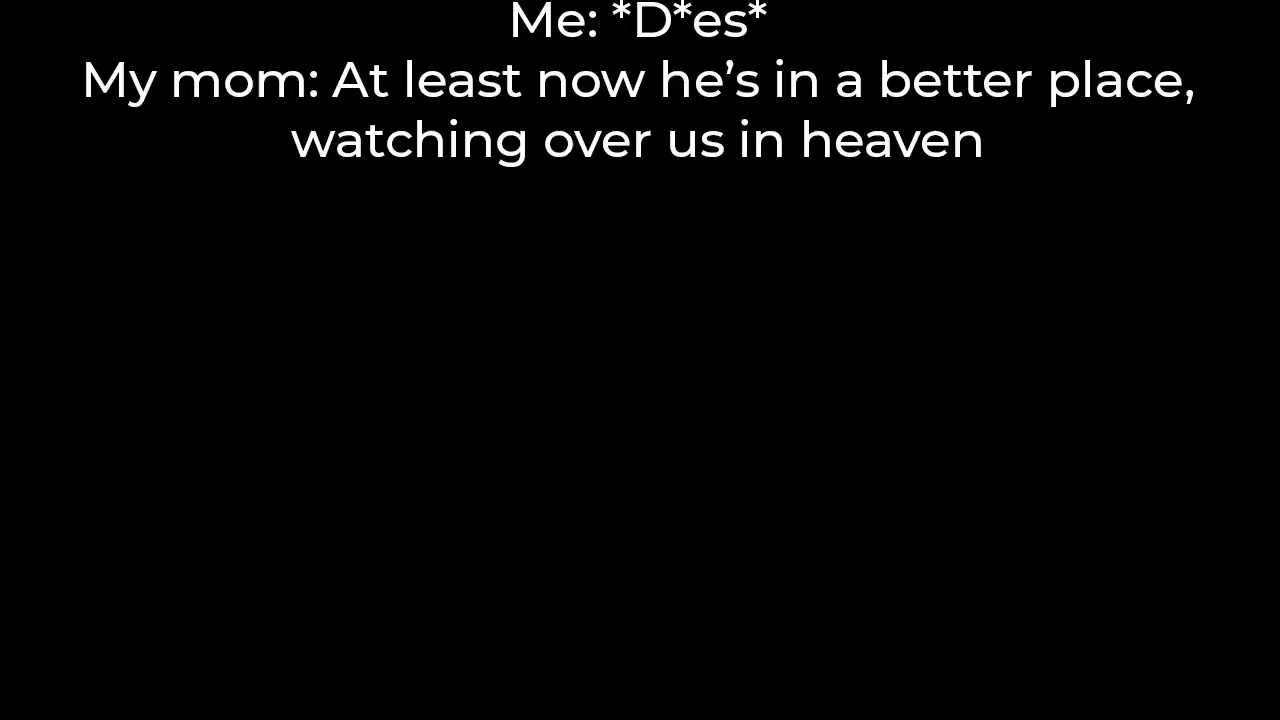 Me: *D*es*
My mom: At least now he’s in a better place,
watching over us in heaven